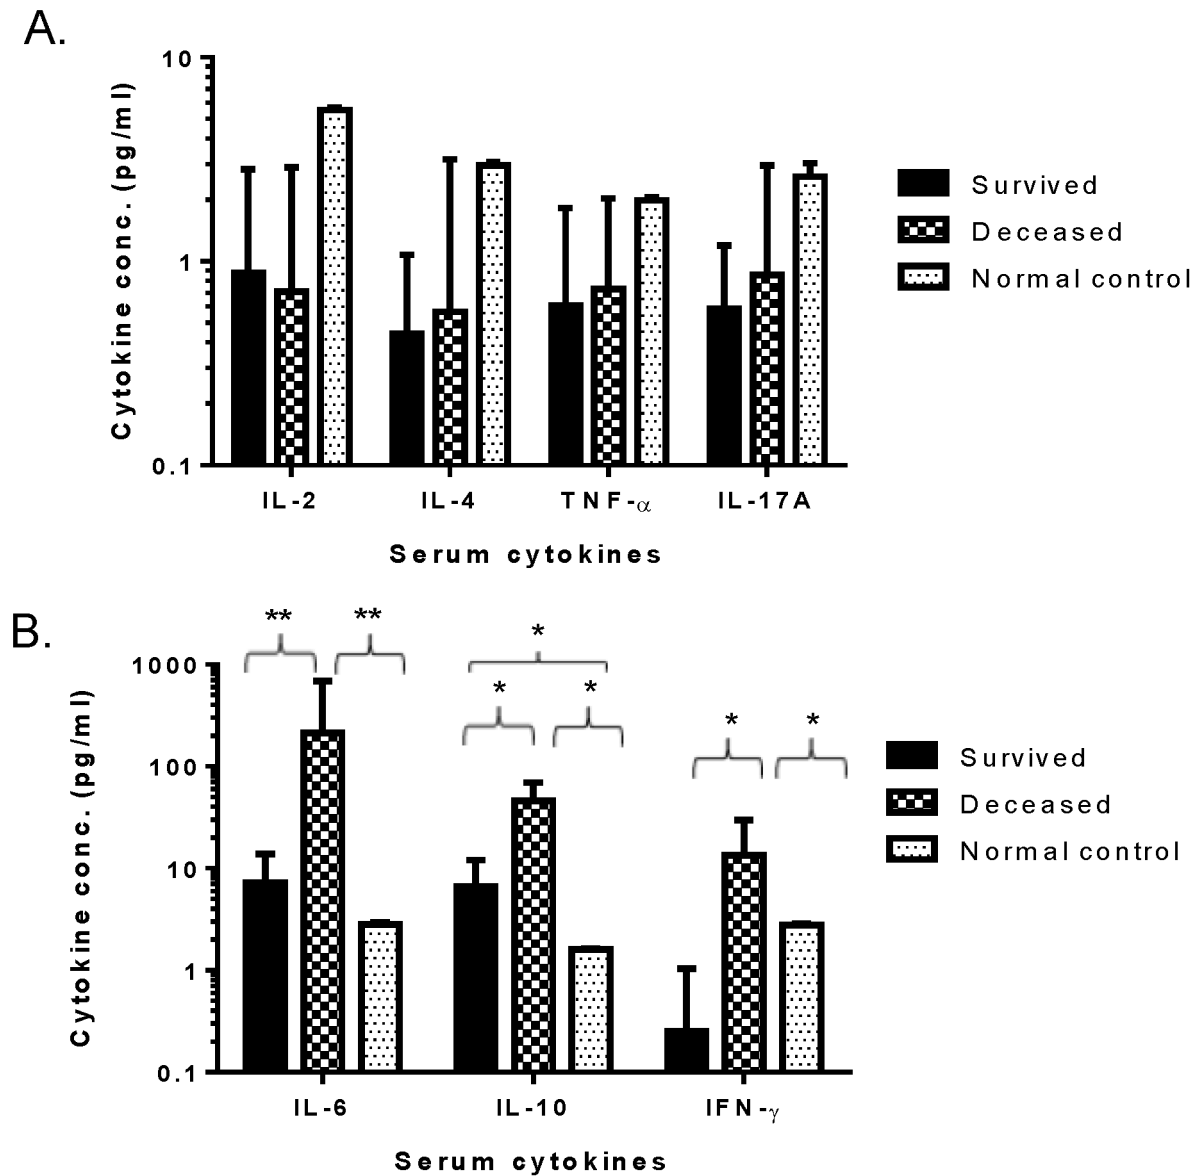 A.
Cytokine conc. (pg/ml)
10
1
0.1
IL-2 IL-4 TNF-α IL-17A
Serum cytokines
Survived
Deceased
Normal control
B.
** ** *
* *
* *
Cytokine conc. (pg/ml)
1000
100
10
1
0.1
IL-6 IL-10 IFN-γ
Serum cytokines
Survived
Deceased
Normal control